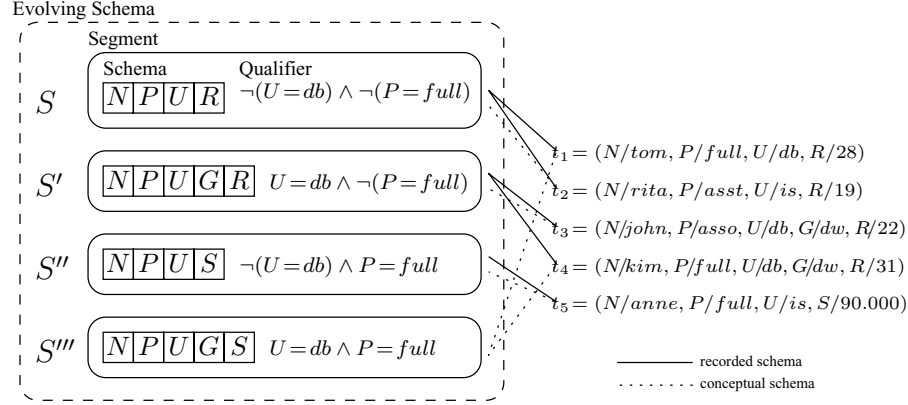 Evolving Schema
Segment
Schema Qualifier
S N P U R ¬(U=db) ∧ ¬(P=full)
S′ N P U G R U=db ∧ ¬(P=full)
S″ N P U S ¬(U=db) ∧ P=full
S‴ N P U G S U=db ∧ P=full
t₁ = (N/tom, P/full, U/db, R/28)
t₂ = (N/rita, P/asst, U/is, R/19)
t₃ = (N/john, P/asso, U/db, G/dw, R/22)
t₄ = (N/kim, P/full, U/db, G/dw, R/31)
t₅ = (N/anne, P/full, U/is, S/90.000)
recorded schema
conceptual schema